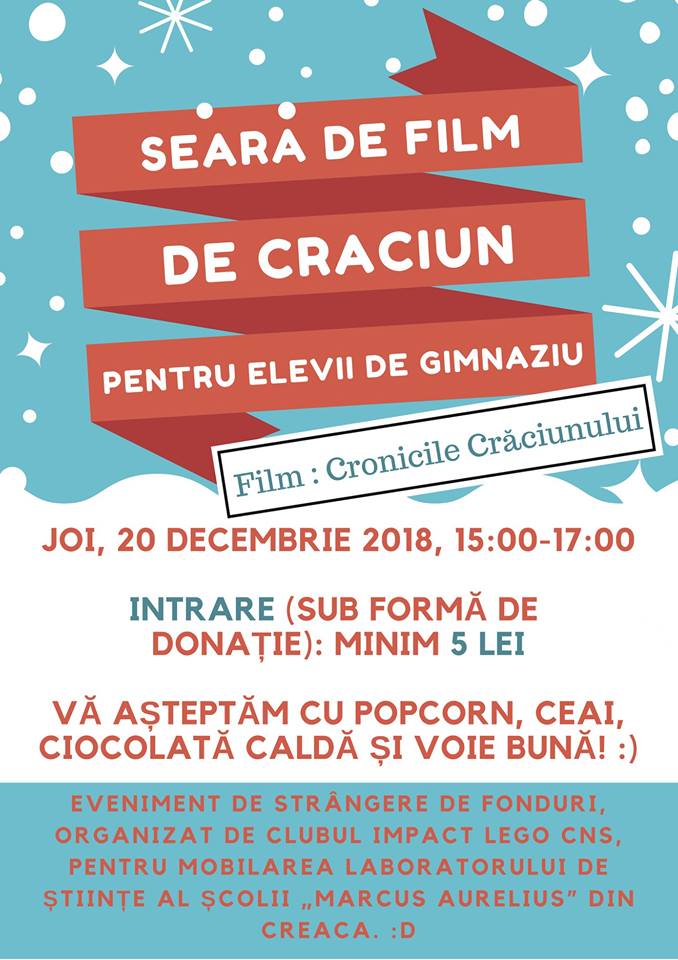 SEARA DE FILM
DE CRACIUN
PENTRU ELEVII DE GIMNAZIU
Film : Cronicile Crăciunului
JOI, 20 DECEMBRIE 2018, 15:00-17:00
INTRARE (SUB FORMĂ DE
DONAȚIE): MINIM 5 LEI
VĂ AȘTEPTĂM CU POPCORN, CEAI,
CIOCOLATĂ CALDĂ ȘI VOIE BUNĂ! :)
EVENIMENT DE STRÂNGERE DE FONDURI,
ORGANIZAT DE CLUBUL IMPACT LEGO CNS,
PENTRU MOBILAREA LABORATORULUI DE
ȘTIINȚE AL ȘCOLII „MARCUS AURELIUS” DIN
CREACA. :D